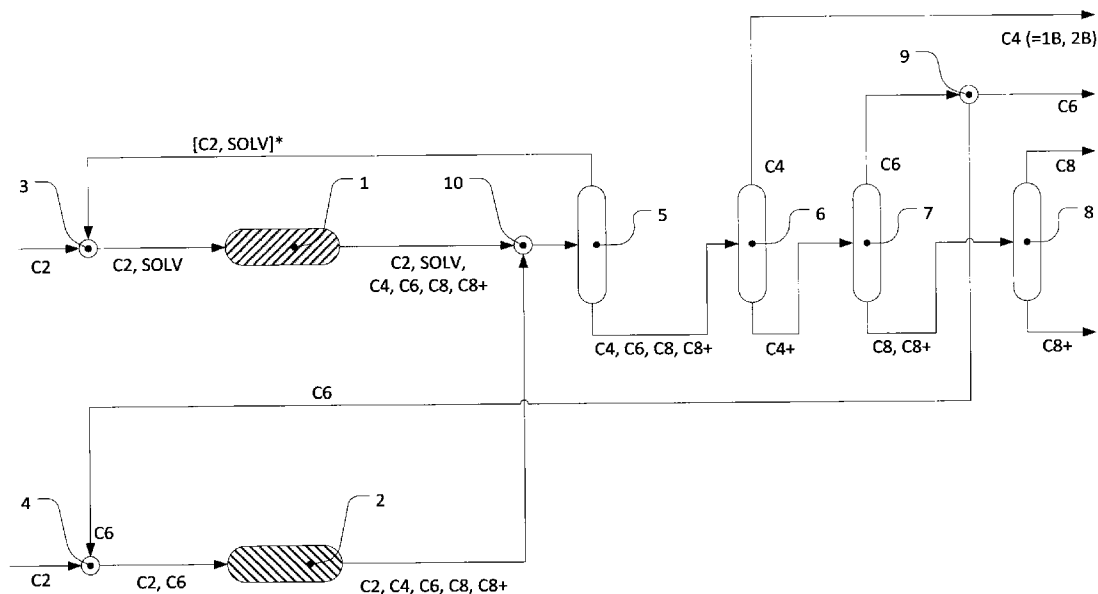 C4 (=1B, 2B)
9
C6
[C2, SOLV]*
C4
C6
C8
3
1
10
5
6
7
8
C2
C2, SOLV
C2, SOLV,
C4, C6, C8, C8+
C4, C6, C8, C8+
C4+
C8, C8+
C8+
C6
4
2
C6
C2
C2, C6
C2, C4, C6, C8, C8+